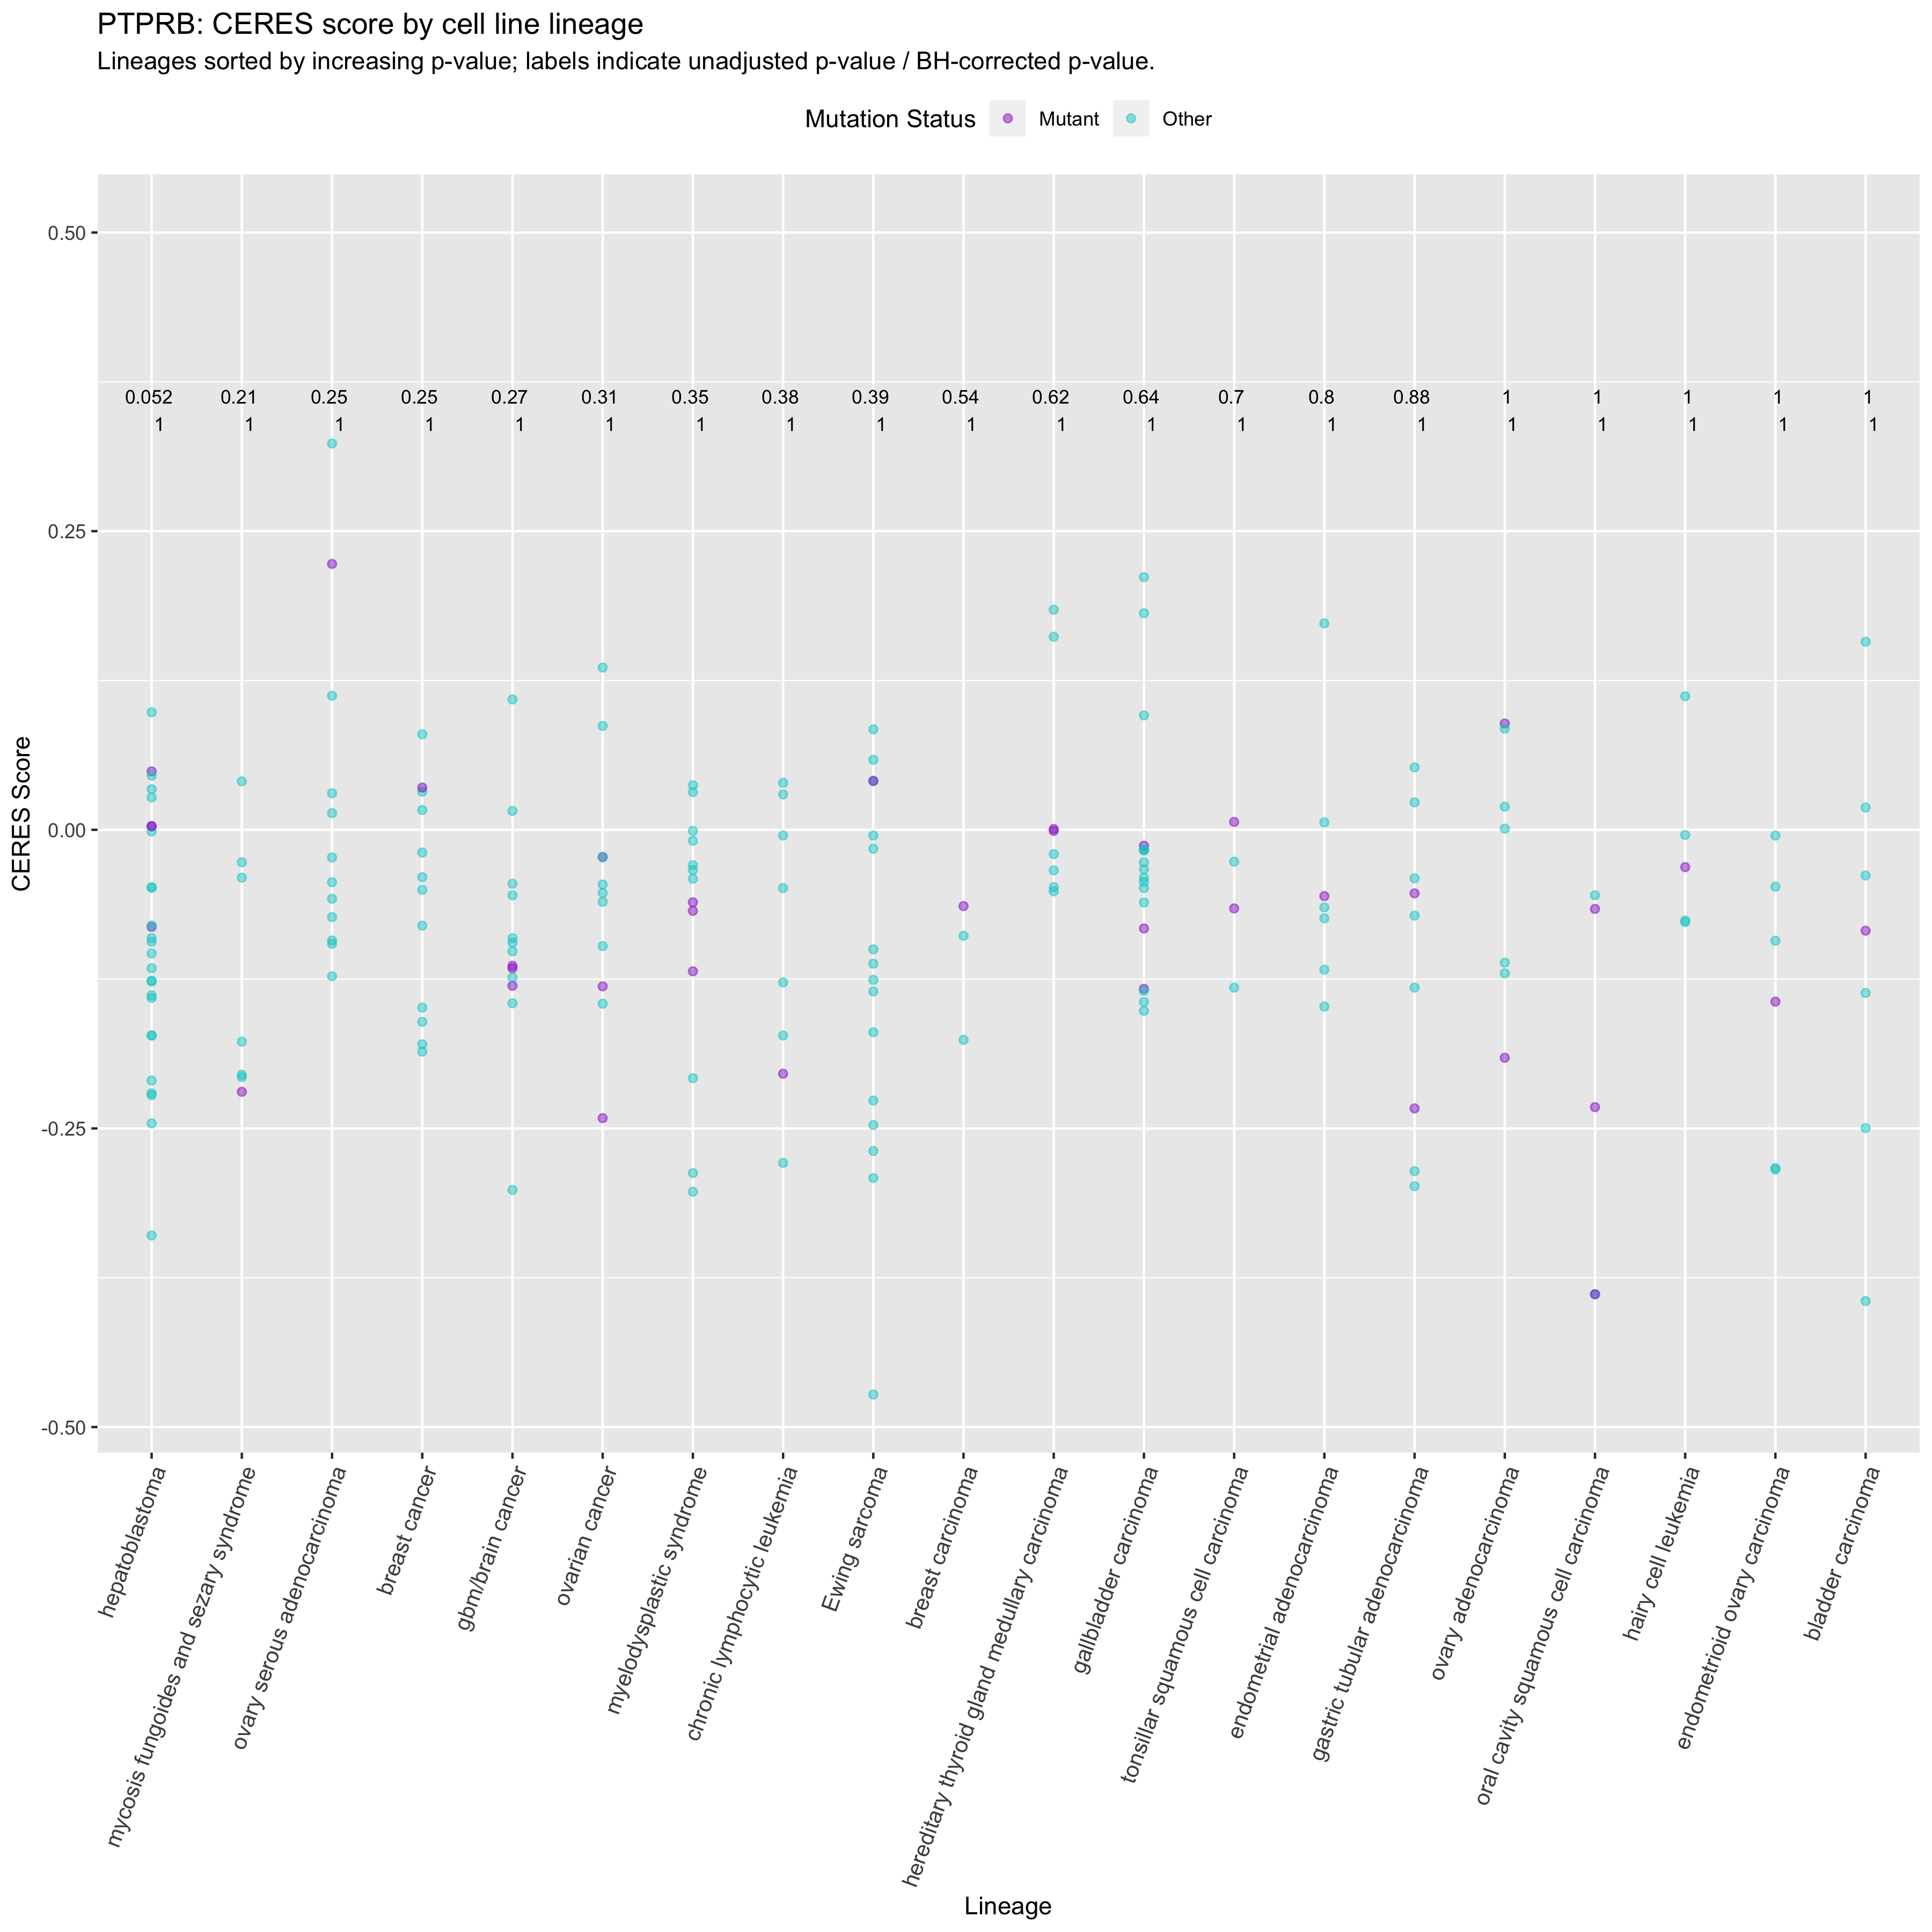 PTPRB: CERES score by cell line lineage
Lineages sorted by increasing p-value; labels indicate unadjusted p-value / BH-corrected p-value.
Mutation Status Mutant Other
0.50
0.25
0.00
-0.25
-0.50
CERES Score
0.052 0.21 0.25 0.25 0.27 0.31 0.35 0.38 0.39 0.54 0.62 0.64 0.7 0.8 0.88 1 1 1 1 1
1 1 1 1 1 1 1 1 1 1 1 1 1 1 1 1 1 1 1 1
hepatoblastoma
mycosis fungoides and sezary syndrome
ovary serous adenocarcinoma
breast cancer
gbm/brain cancer
ovarian cancer
myelodysplastic syndrome
chronic lymphocytic leukemia
Ewing sarcoma
breast carcinoma
hereditary thyroid gland medullary carcinoma
gallbladder carcinoma
tonsillar squamous cell carcinoma
endometrial adenocarcinoma
gastric tubular adenocarcinoma
ovary adenocarcinoma
oral cavity squamous cell carcinoma
hairy cell leukemia
endometrioid ovary carcinoma
bladder carcinoma
Lineage